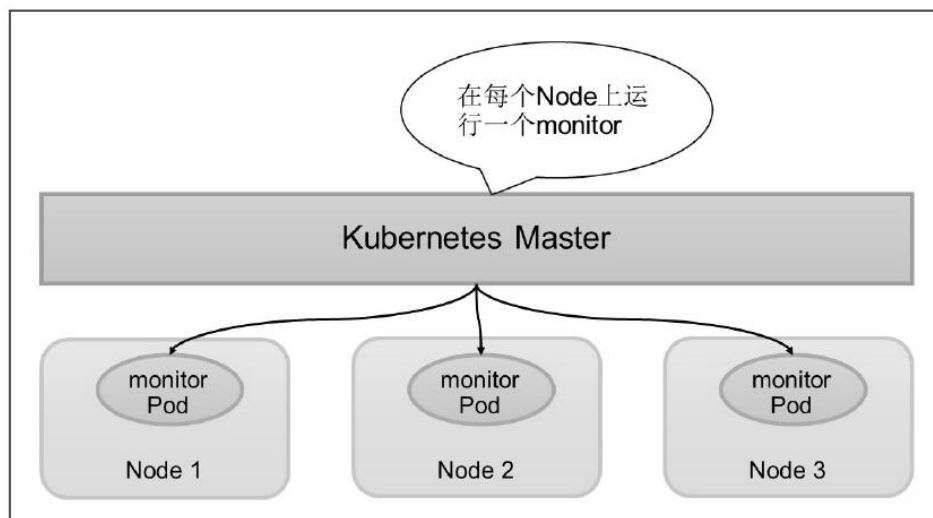 在每个Node上运
行一个monitor
Kubernetes Master
monitor
Pod
Node 1
monitor
Pod
Node 2
monitor
Pod
Node 3